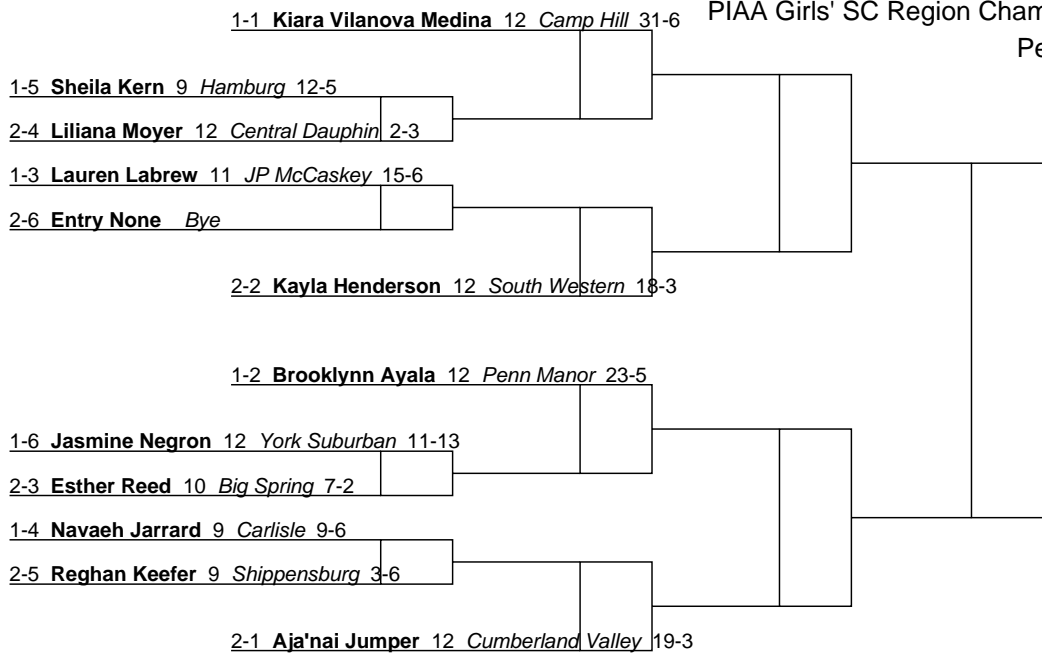 1-1 Kiara Vilanova Medina 12 Camp Hill 31-6
PIAA Girls' SC Region Cham
Pe
1-5 Sheila Kern 9 Hamburg 12-5
2-4 Liliana Moyer 12 Central Dauphin 2-3
1-3 Lauren Labrew 11 JP McCaskey 15-6
2-6 Entry None Bye
2-2 Kayla Henderson 12 South Western 18-3
1-2 Brooklynn Ayala 12 Penn Manor 23-5
1-6 Jasmine Negron 12 York Suburban 11-13
2-3 Esther Reed 10 Big Spring 7-2
1-4 Navaeh Jarrard 9 Carlisle 9-6
2-5 Reghan Keefer 9 Shippensburg 3-6
2-1 Aja'nai Jumper 12 Cumberland Valley 19-3